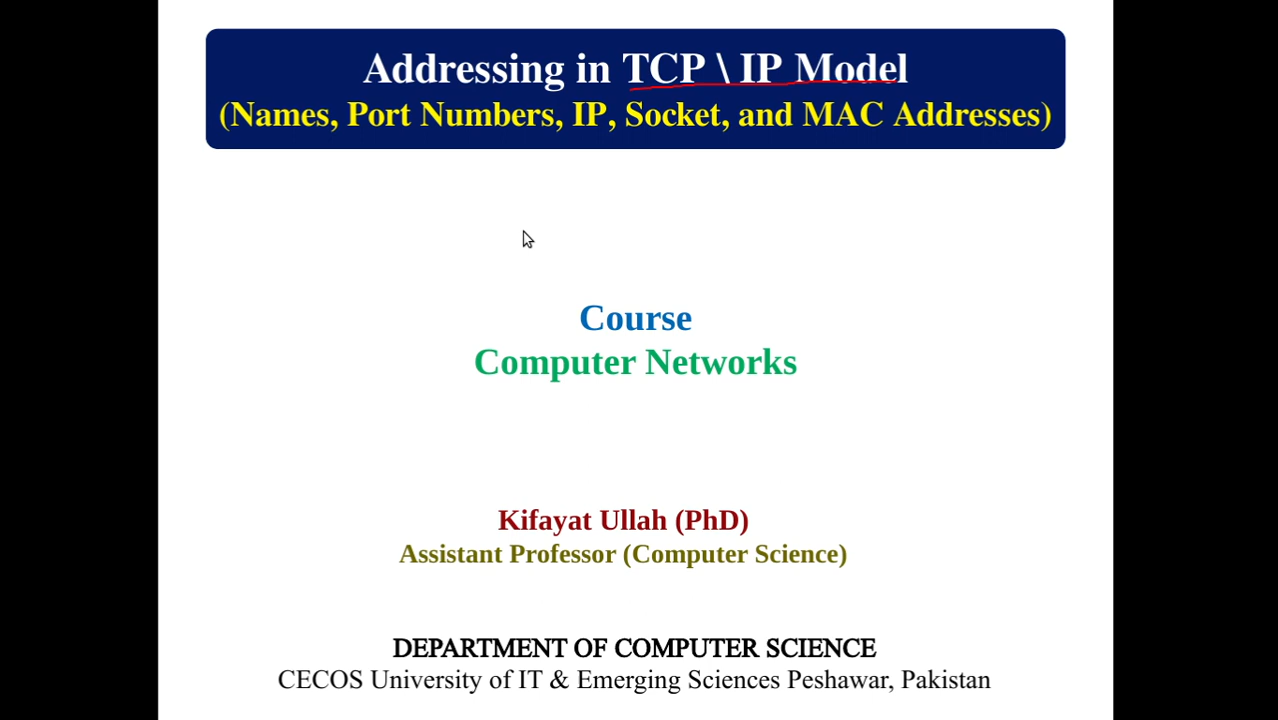 Addressing in TCP \ IP Model
(Names, Port Numbers, IP, Socket, and MAC Addresses)
Course
Computer Networks
Kifayat Ullah (PhD)
Assistant Professor (Computer Science)
DEPARTMENT OF COMPUTER SCIENCE
CECOS University of IT & Emerging Sciences Peshawar, Pakistan